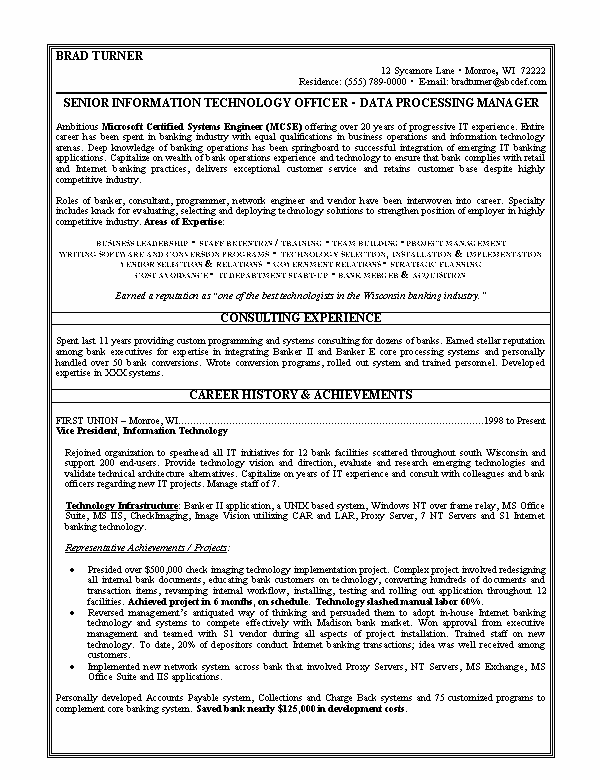 BRAD TURNER
12 Sycamore Lane • Monroe, WI 72222
Residence: (555) 789-0000 • E-mail: bradturner@abcdef.com
SENIOR INFORMATION TECHNOLOGY OFFICER - DATA PROCESSING MANAGER
Ambitious Microsoft Certified Systems Engineer (MCSE) offering over 20 years of progressive IT experience. Entire
career has been spent in banking industry with equal qualifications in business operations and information technology
areas. Deep knowledge of banking operations has been springboard to successful integration of emerging IT banking
applications. Capitalize on wealth of bank operations experience and technology to ensure that bank complies with retail
and Internet banking practices, delivers exceptional customer service and retains customer base despite highly
competitive industry.
Roles of banker, consultant, programmer, network engineer and vendor have been interwoven into career. Specialty
includes knack for evaluating, selecting and deploying technology solutions to strengthen position of employer in highly
competitive industry. Areas of Expertise:
BUSINESS LEADERSHIP * STAFF RETENTION / TRAINING * TEAM BUILDING * PROJECT MANAGEMENT
WRITING SOFTWARE AND CONVERSION PROGRAMS * TECHNOLOGY SELECTION, INSTALLATION & IMPLEMENTATION
VENDOR SELECTION & RELATIONS * GOVERNMENT RELATIONS * STRATEGIC PLANNING
COST AVOIDANCE * IT DEPARTMENT START-UP * BANK MERGER & ACQUISITION
Earned a reputation as "one of the best technologists in the Wisconsin banking industry."
CONSULTING EXPERIENCE
Spent last 11 years providing custom programming and systems consulting for dozens of banks. Earned stellar reputation
among bank executives for expertise in integrating Banker II and Banker E core processing systems and personally
handled over 50 bank conversions. Wrote conversion programs, rolled out system and trained personnel. Developed
expertise in XXX systems.
CAREER HISTORY & ACHIEVEMENTS
FIRST UNION – Monroe, WI........................................................................................................1998 to Present
Vice President, Information Technology
Rejoined organization to spearhead all IT initiatives for 12 bank facilities scattered throughout south Wisconsin and
support 200 end-users. Provide technology vision and direction, evaluate and research emerging technologies and
validate technical architecture alternatives. Capitalize on years of IT experience and consult with colleagues and bank
officers regarding new IT projects. Manage staff of 7.
Technology Infrastructure: Banker II application, a UNIX based system, Windows NT over frame relay, MS Office
Suite, MS IIS, CheckImaging, Image Vision utilizing CAR and LAR, Proxy Server, 7 NT Servers and S1 Internet
banking technology.
Representative Achievements / Projects:
• Presided over $500,000 check imaging technology implementation project. Complex project involved redesigning
all internal bank documents, educating bank customers on technology, converting hundreds of documents and
transaction items, revamping internal workflow, installing, testing and rolling out application throughout 12
facilities. Achieved project in 6 months, on schedule. Technology slashed manual labor 60%.
• Reversed management's antiquated way of thinking and persuaded them to adopt in-house Internet banking
technology and systems to compete effectively with Madison bank market. Won approval from executive
management and teamed with S1 vendor during all aspects of project installation. Trained staff on new
technology. To date, 20% of depositors conduct Internet banking transactions; idea was well received among
customers.
• Implemented new network system across bank that involved Proxy Servers, NT Servers, MS Exchange, MS
Office Suite and IIS applications.
Personally developed Accounts Payable system, Collections and Charge Back systems and 75 customized programs to
complement core banking system. Saved bank nearly $125,000 in development costs.